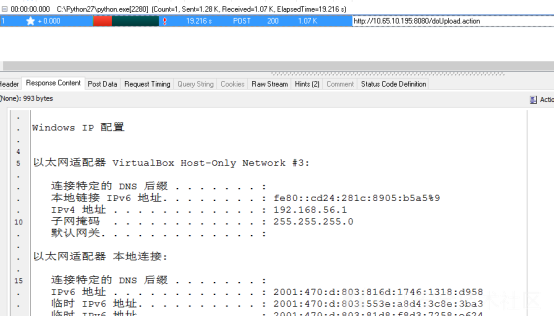 00:00:00.000 C:\Python27\python.exe[2280] (Count=1, Sent=1.28 K, Received=1.07 K, ElapsedTime=19.216 s)
1 + 0.000 19.216 s POST 200 1.07 K http://10.65.10.195:8080/doUpload.action
Header Response Content Post Data Request Timing Query String Cookies Raw Stream Hints (2) Comment Status Code Definition
(None): 993 bytes
Windows IP 配置
4
5 以太网适配器 VirtualBox Host-Only Network #3:
连接特定的 DNS 后缀 . . . . . . . :
本地链接 IPv6 地址. . . . . . . . : fe80::cd24:281c:8905:b5a5%9
IPv4 地址 . . . . . . . . . . . . : 192.168.56.1
10 子网掩码 . . . . . . . . . . . . : 255.255.255.0
默认网关. . . . . . . . . . . . . :
以太网适配器 本地连接:
15 连接特定的 DNS 后缀 . . . . . . . :
IPv6 地址 . . . . . . . . . . . . : 2001:470:d:803:816d:1746:1318:d958
临时 IPv6 地址. . . . . . . . . . : 2001:470:d:803:553e:a8d4:3c8e:3ba3
临时 IPv6 地址. . . . . . . . . . : 2001:470:d:803:81d8:f8d3:7258:e624